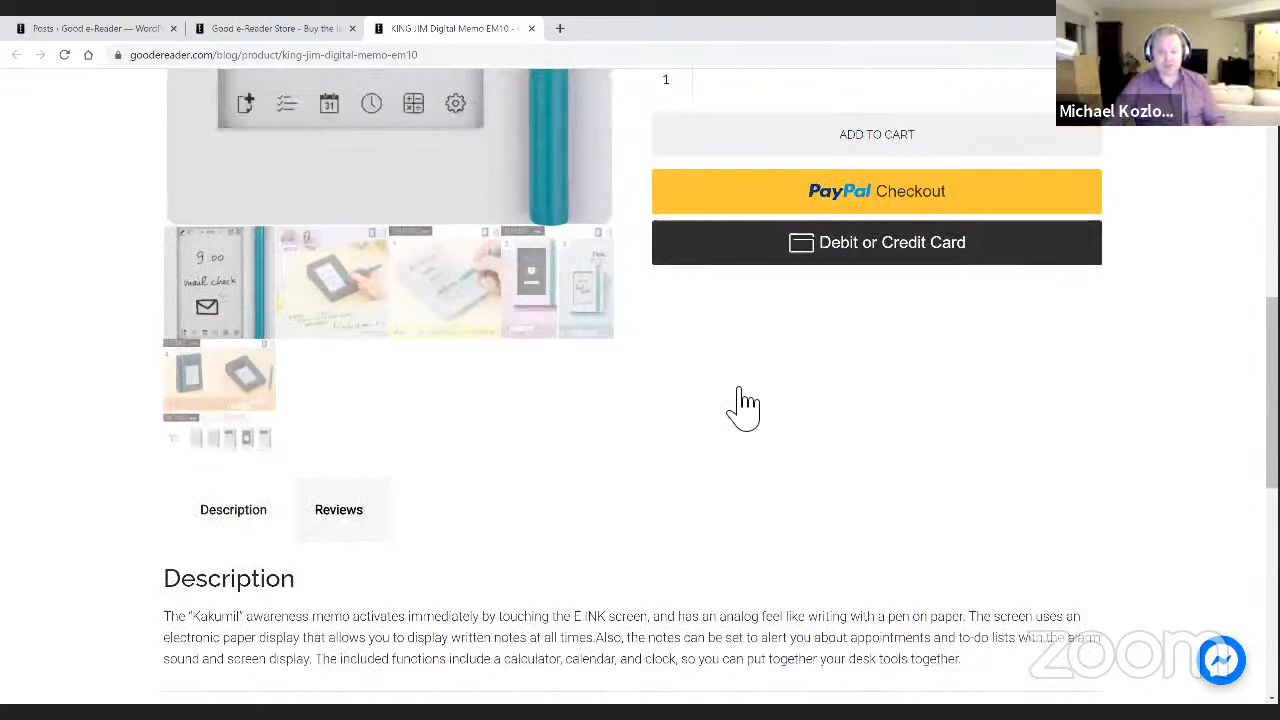 Posts ‹ Good e-Reader — WordP
Good e-Reader Store - Buy the la
KING JIM Digital Memo EM10 -
goodereader.com/blog/product/king-jim-digital-memo-em10
Michael Kozlo...
31
1
ADD TO CART
PayPal Checkout
Debit or Credit Card
9:00
mail check
Description
Reviews
Description
The “Kakumil” awareness memo activates immediately by touching the E INK screen, and has an analog feel like writing with a pen on paper. The screen uses an
electronic paper display that allows you to display written notes at all times.Also, the notes can be set to alert you about appointments and to-do lists with the alarm
sound and screen display. The included functions include a calculator, calendar, and clock, so you can put together your desk tools together.
zoom